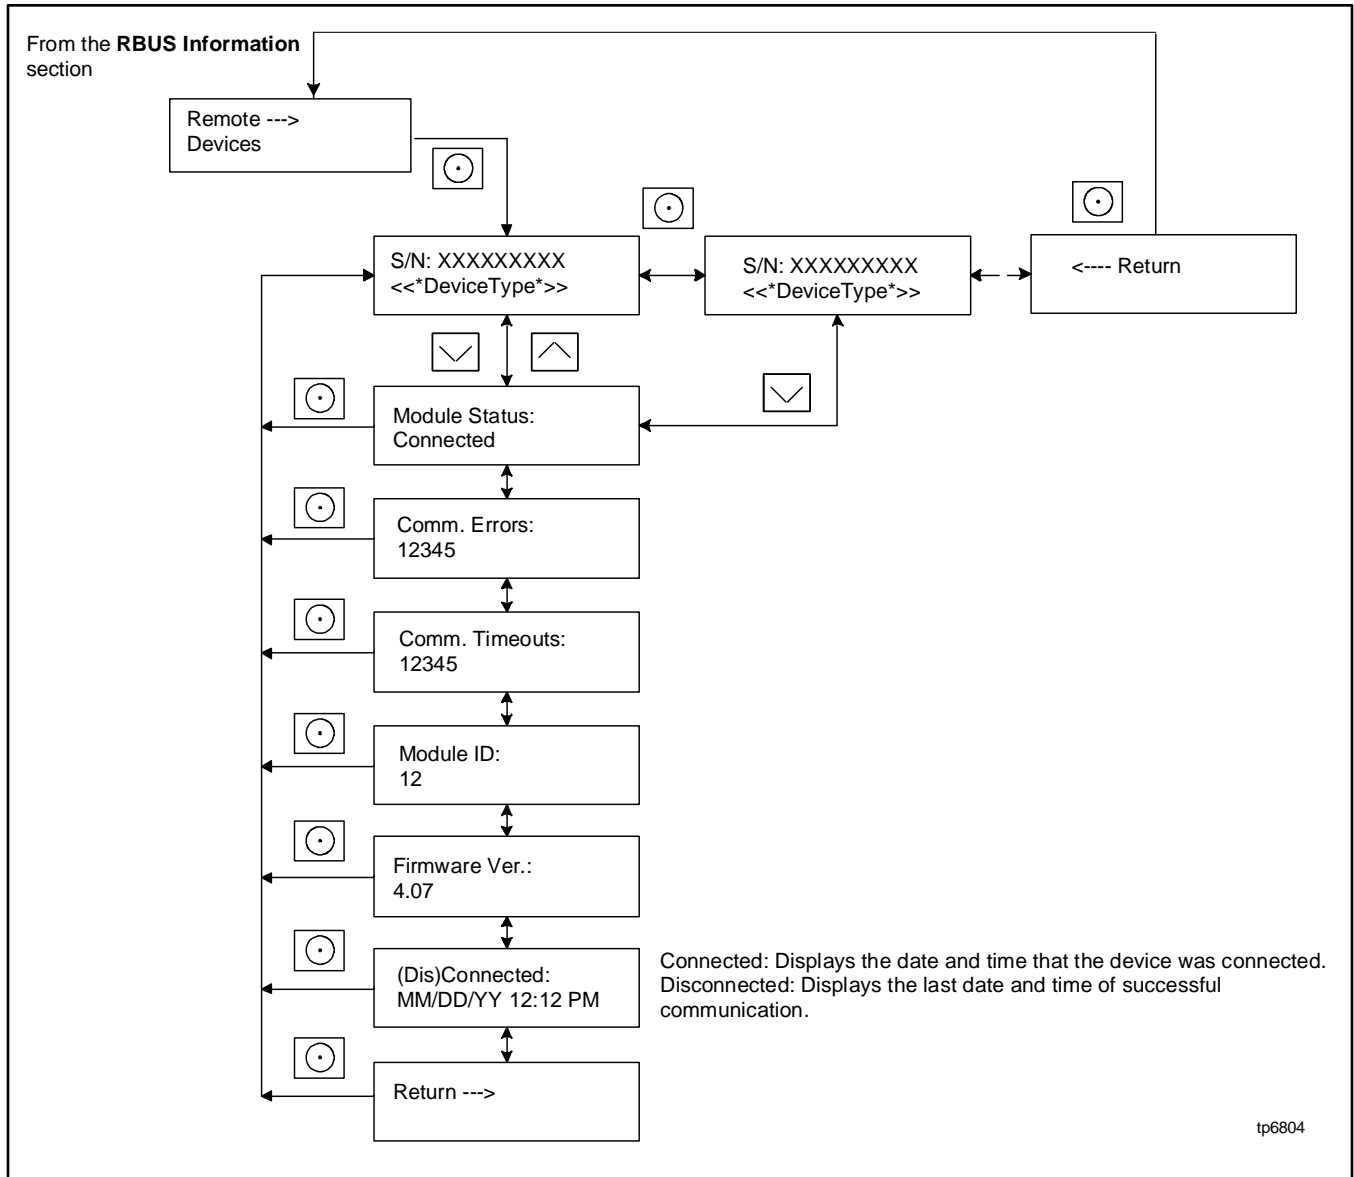 From the RBUS Information
section
Remote --->
Devices
S/N: XXXXXXXXX
<<*DeviceType*>>
S/N: XXXXXXXXX
<<*DeviceType*>>
<---- Return
Module Status:
Connected
Comm. Errors:
12345
Comm. Timeouts:
12345
Module ID:
12
Firmware Ver.:
4.07
(Dis)Connected:
MM/DD/YY 12:12 PM
Connected: Displays the date and time that the device was connected.
Disconnected: Displays the last date and time of successful
communication.
Return --->
tp6804